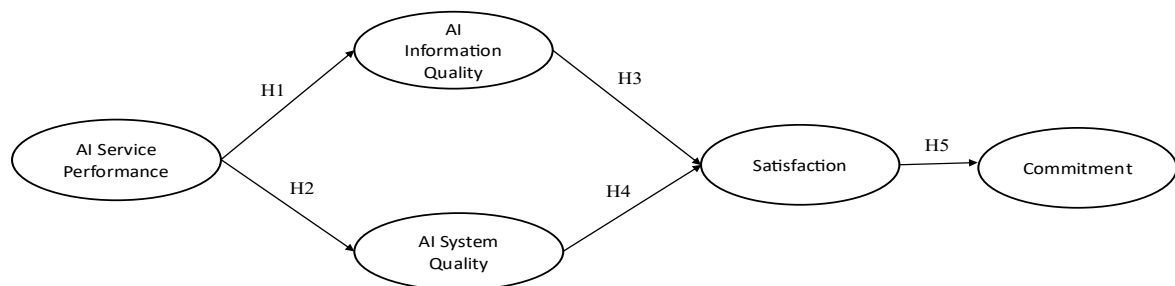 AI
Information
Quality
H1
H3
AI Service
Performance
Satisfaction
H5
Commitment
H2
H4
AI System
Quality